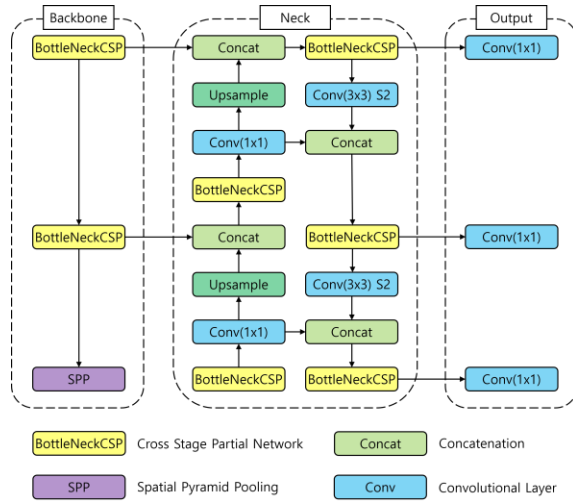 Backbone Neck Output
BottleNeckCSP Concat BottleNeckCSP Conv(1x1)
Upsample Conv(3x3) S2
Conv(1x1) Concat
BottleNeckCSP
BottleNeckCSP Concat BottleNeckCSP Conv(1x1)
Upsample Conv(3x3) S2
Conv(1x1) Concat
SPP BottleNeckCSP BottleNeckCSP Conv(1x1)
BottleNeckCSP Cross Stage Partial Network Concat Concatenation
SPP Spatial Pyramid Pooling Conv Convolutional Layer